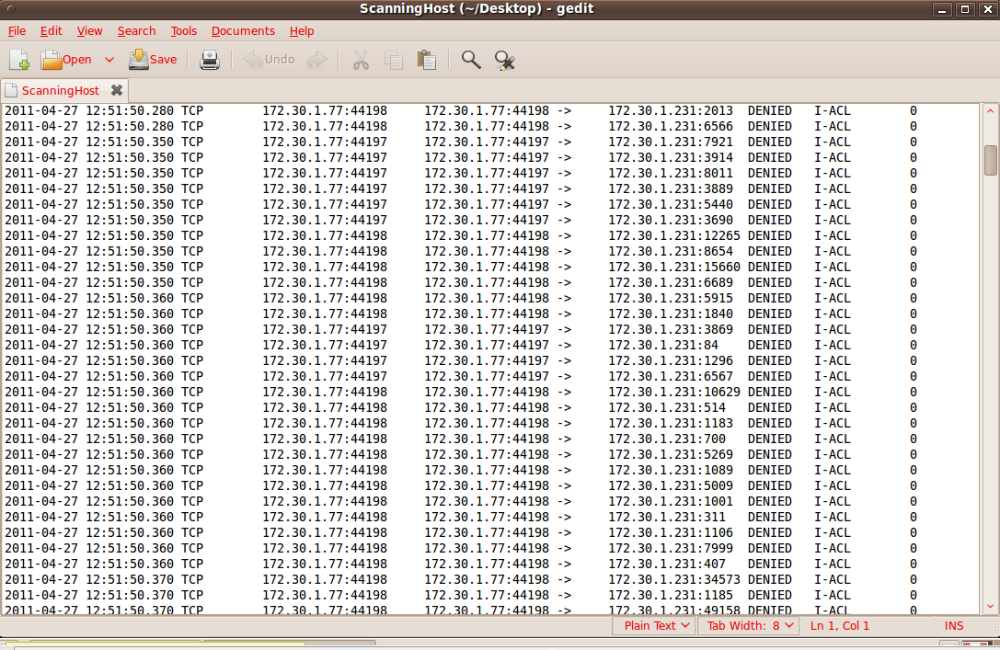 ScanningHost (~/Desktop) - gedit
File Edit View Search Tools Documents Help
Open Save Undo
ScanningHost
2011-04-27 12:51:50.280 TCP 172.30.1.77:44198 172.30.1.77:44198 -> 172.30.1.231:2013 DENIED I-ACL 0
2011-04-27 12:51:50.280 TCP 172.30.1.77:44198 172.30.1.77:44198 -> 172.30.1.231:6566 DENIED I-ACL 0
2011-04-27 12:51:50.350 TCP 172.30.1.77:44197 172.30.1.77:44197 -> 172.30.1.231:7921 DENIED I-ACL 0
2011-04-27 12:51:50.350 TCP 172.30.1.77:44197 172.30.1.77:44197 -> 172.30.1.231:3914 DENIED I-ACL 0
2011-04-27 12:51:50.350 TCP 172.30.1.77:44197 172.30.1.77:44197 -> 172.30.1.231:8011 DENIED I-ACL 0
2011-04-27 12:51:50.350 TCP 172.30.1.77:44197 172.30.1.77:44197 -> 172.30.1.231:3889 DENIED I-ACL 0
2011-04-27 12:51:50.350 TCP 172.30.1.77:44197 172.30.1.77:44197 -> 172.30.1.231:5440 DENIED I-ACL 0
2011-04-27 12:51:50.350 TCP 172.30.1.77:44197 172.30.1.77:44197 -> 172.30.1.231:3690 DENIED I-ACL 0
2011-04-27 12:51:50.350 TCP 172.30.1.77:44198 172.30.1.77:44198 -> 172.30.1.231:12265 DENIED I-ACL 0
2011-04-27 12:51:50.350 TCP 172.30.1.77:44198 172.30.1.77:44198 -> 172.30.1.231:8654 DENIED I-ACL 0
2011-04-27 12:51:50.350 TCP 172.30.1.77:44198 172.30.1.77:44198 -> 172.30.1.231:15660 DENIED I-ACL 0
2011-04-27 12:51:50.350 TCP 172.30.1.77:44198 172.30.1.77:44198 -> 172.30.1.231:6689 DENIED I-ACL 0
2011-04-27 12:51:50.360 TCP 172.30.1.77:44198 172.30.1.77:44198 -> 172.30.1.231:5915 DENIED I-ACL 0
2011-04-27 12:51:50.360 TCP 172.30.1.77:44198 172.30.1.77:44198 -> 172.30.1.231:1840 DENIED I-ACL 0
2011-04-27 12:51:50.360 TCP 172.30.1.77:44197 172.30.1.77:44197 -> 172.30.1.231:3869 DENIED I-ACL 0
2011-04-27 12:51:50.360 TCP 172.30.1.77:44197 172.30.1.77:44197 -> 172.30.1.231:84 DENIED I-ACL 0
2011-04-27 12:51:50.360 TCP 172.30.1.77:44197 172.30.1.77:44197 -> 172.30.1.231:1296 DENIED I-ACL 0
2011-04-27 12:51:50.360 TCP 172.30.1.77:44197 172.30.1.77:44197 -> 172.30.1.231:6567 DENIED I-ACL 0
2011-04-27 12:51:50.360 TCP 172.30.1.77:44198 172.30.1.77:44198 -> 172.30.1.231:10629 DENIED I-ACL 0
2011-04-27 12:51:50.360 TCP 172.30.1.77:44198 172.30.1.77:44198 -> 172.30.1.231:514 DENIED I-ACL 0
2011-04-27 12:51:50.360 TCP 172.30.1.77:44198 172.30.1.77:44198 -> 172.30.1.231:1183 DENIED I-ACL 0
2011-04-27 12:51:50.360 TCP 172.30.1.77:44198 172.30.1.77:44198 -> 172.30.1.231:700 DENIED I-ACL 0
2011-04-27 12:51:50.360 TCP 172.30.1.77:44198 172.30.1.77:44198 -> 172.30.1.231:5269 DENIED I-ACL 0
2011-04-27 12:51:50.360 TCP 172.30.1.77:44198 172.30.1.77:44198 -> 172.30.1.231:1089 DENIED I-ACL 0
2011-04-27 12:51:50.360 TCP 172.30.1.77:44198 172.30.1.77:44198 -> 172.30.1.231:5009 DENIED I-ACL 0
2011-04-27 12:51:50.360 TCP 172.30.1.77:44198 172.30.1.77:44198 -> 172.30.1.231:1001 DENIED I-ACL 0
2011-04-27 12:51:50.360 TCP 172.30.1.77:44198 172.30.1.77:44198 -> 172.30.1.231:311 DENIED I-ACL 0
2011-04-27 12:51:50.360 TCP 172.30.1.77:44198 172.30.1.77:44198 -> 172.30.1.231:1106 DENIED I-ACL 0
2011-04-27 12:51:50.360 TCP 172.30.1.77:44198 172.30.1.77:44198 -> 172.30.1.231:7999 DENIED I-ACL 0
2011-04-27 12:51:50.360 TCP 172.30.1.77:44198 172.30.1.77:44198 -> 172.30.1.231:407 DENIED I-ACL 0
2011-04-27 12:51:50.370 TCP 172.30.1.77:44198 172.30.1.77:44198 -> 172.30.1.231:34573 DENIED I-ACL 0
2011-04-27 12:51:50.370 TCP 172.30.1.77:44198 172.30.1.77:44198 -> 172.30.1.231:1185 DENIED I-ACL 0
2011-04-27 12:51:50.370 TCP 172.30.1.77:44198 172.30.1.77:44198 -> 172.30.1.231:49158 DENIED I-ACL 0
Plain Text Tab Width: 8 Ln 1, Col 1 INS